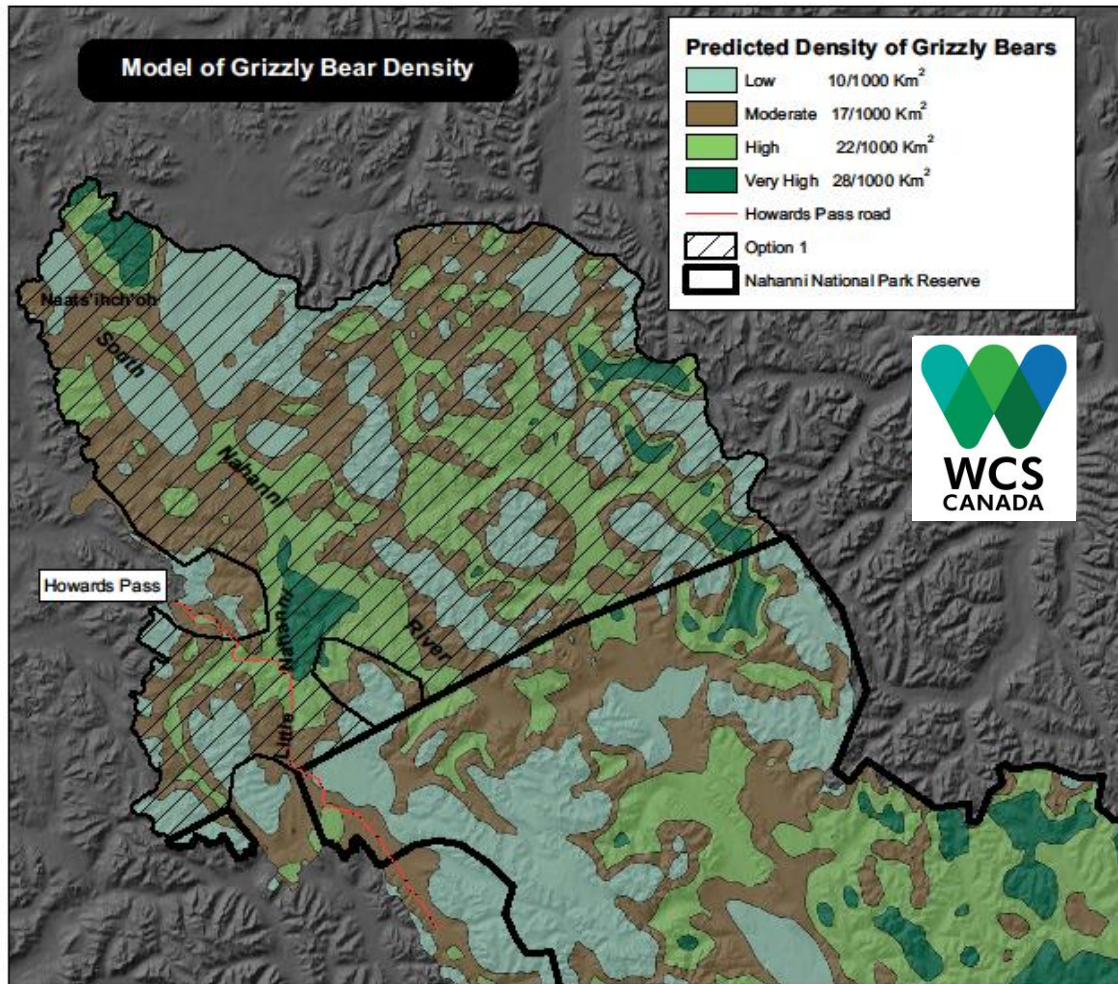 Model of Grizzly Bear Density
Predicted Density of Grizzly Bears
Low 10/1000 Km²
Moderate 17/1000 Km²
High 22/1000 Km²
Very High 28/1000 Km²
Howards Pass road
Option 1
Nahanni National Park Reserve
Naats'ihch'oh
South
Nahanni
River
Howards Pass
Little
Nahanni
WCS
CANADA